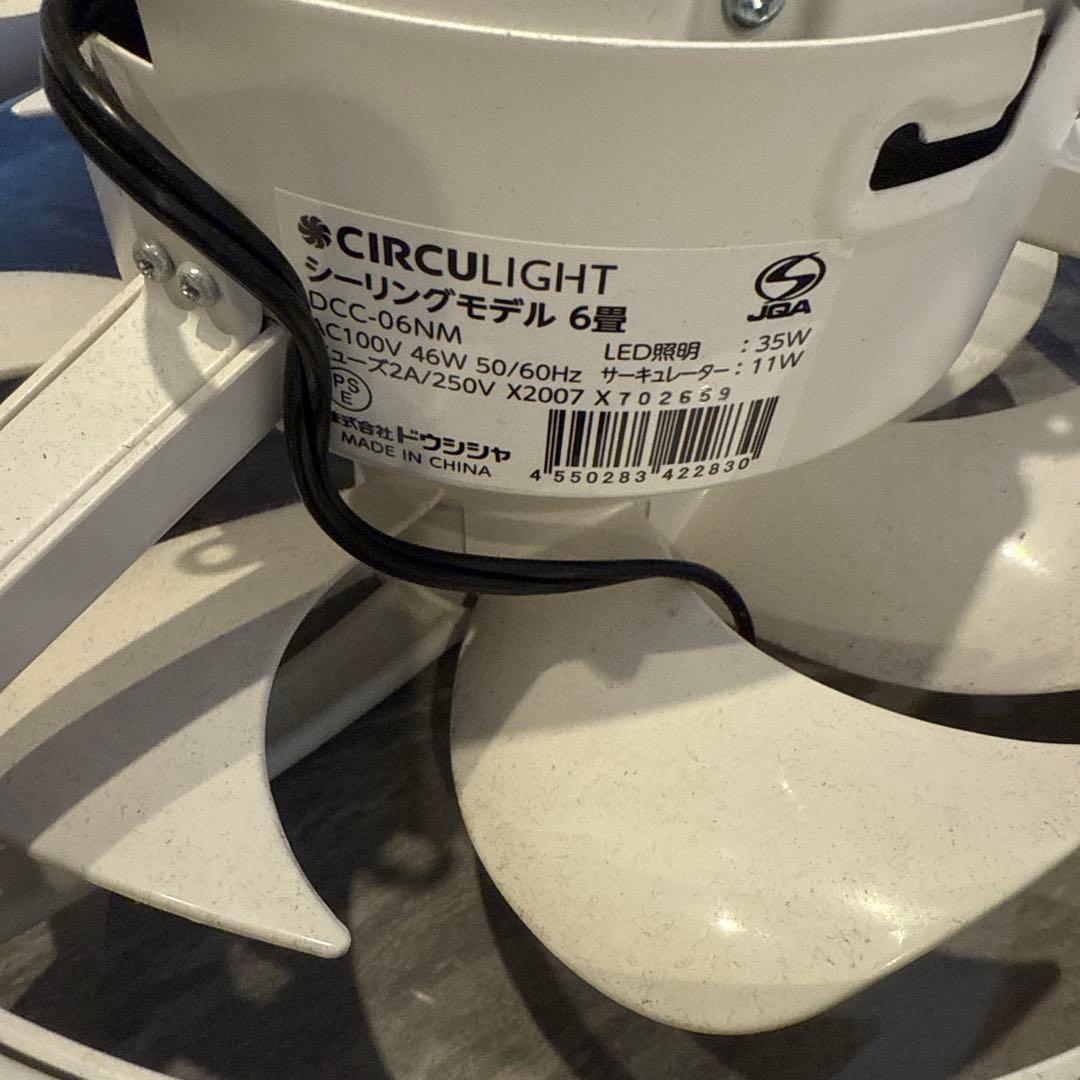 CIRCULIGHT
シーリングモデル 6畳
DCC-06NM
AC100V 46W 50/60Hz
LED照明 : 35W
サーキュレーター : 11W
ヒューズ2A/250V X2007 X702659
PS
E
株式会社 ドウシシャ
MADE IN CHINA
4 550283 422830
JQA